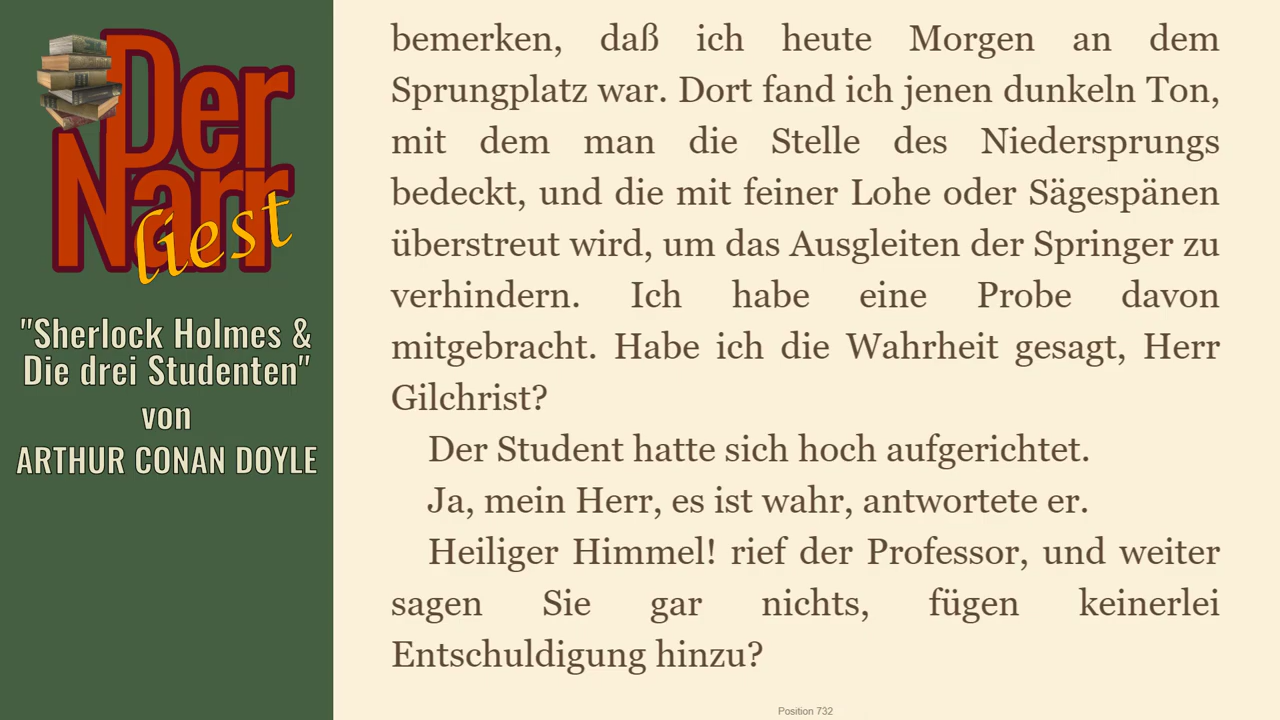 Der
Narr
liest
"Sherlock Holmes &
Die drei Studenten"
von
ARTHUR CONAN DOYLE
bemerken, daß ich heute Morgen an dem
Sprungplatz war. Dort fand ich jenen dunkeln Ton,
mit dem man die Stelle des Niedersprungs
bedeckt, und die mit feiner Lohe oder Sägespänen
überstreut wird, um das Ausgleiten der Springer zu
verhindern. Ich habe eine Probe davon
mitgebracht. Habe ich die Wahrheit gesagt, Herr
Gilchrist?
Der Student hatte sich hoch aufgerichtet.
Ja, mein Herr, es ist wahr, antwortete er.
Heiliger Himmel! rief der Professor, und weiter
sagen Sie gar nichts, fügen keinerlei
Entschuldigung hinzu?
Position 732